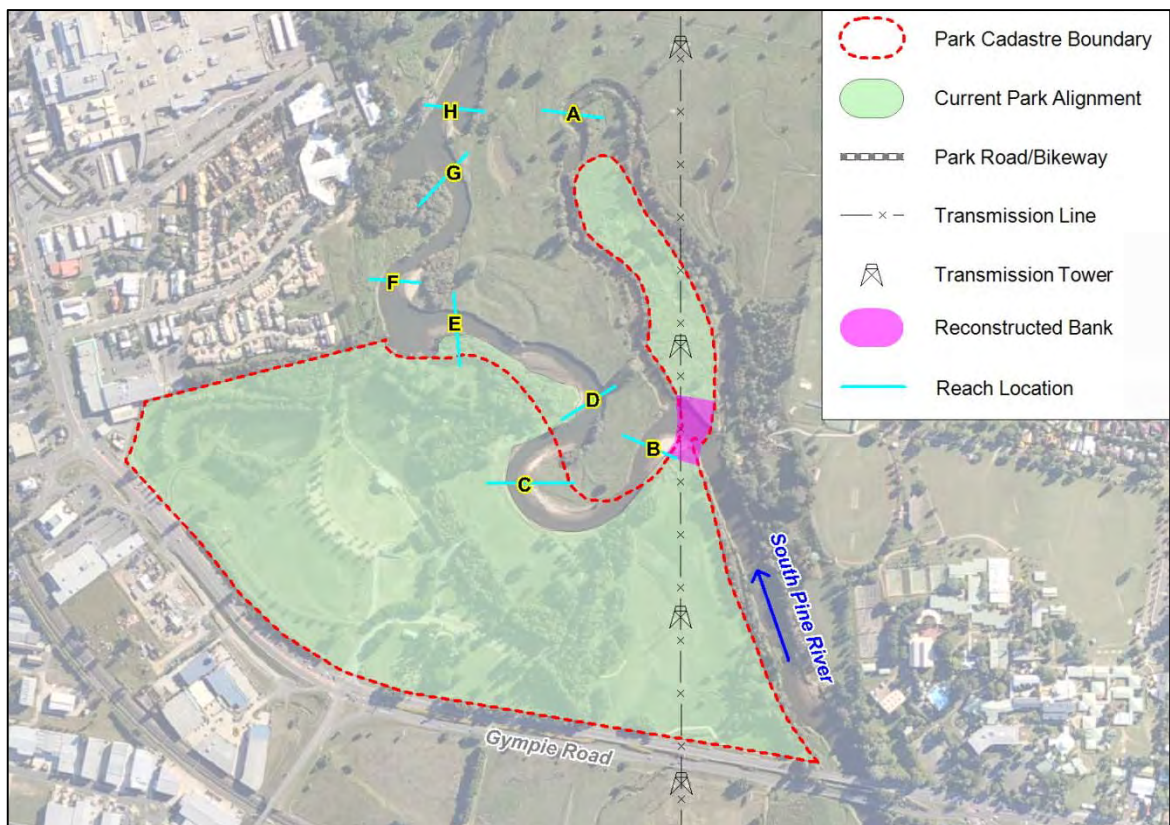 Park Cadastre Boundary
Current Park Alignment
Park Road/Bikeway
Transmission Line
Transmission Tower
Reconstructed Bank
Reach Location
H
A
G
F
E
D
B
C
South Pine River
Gympie Road